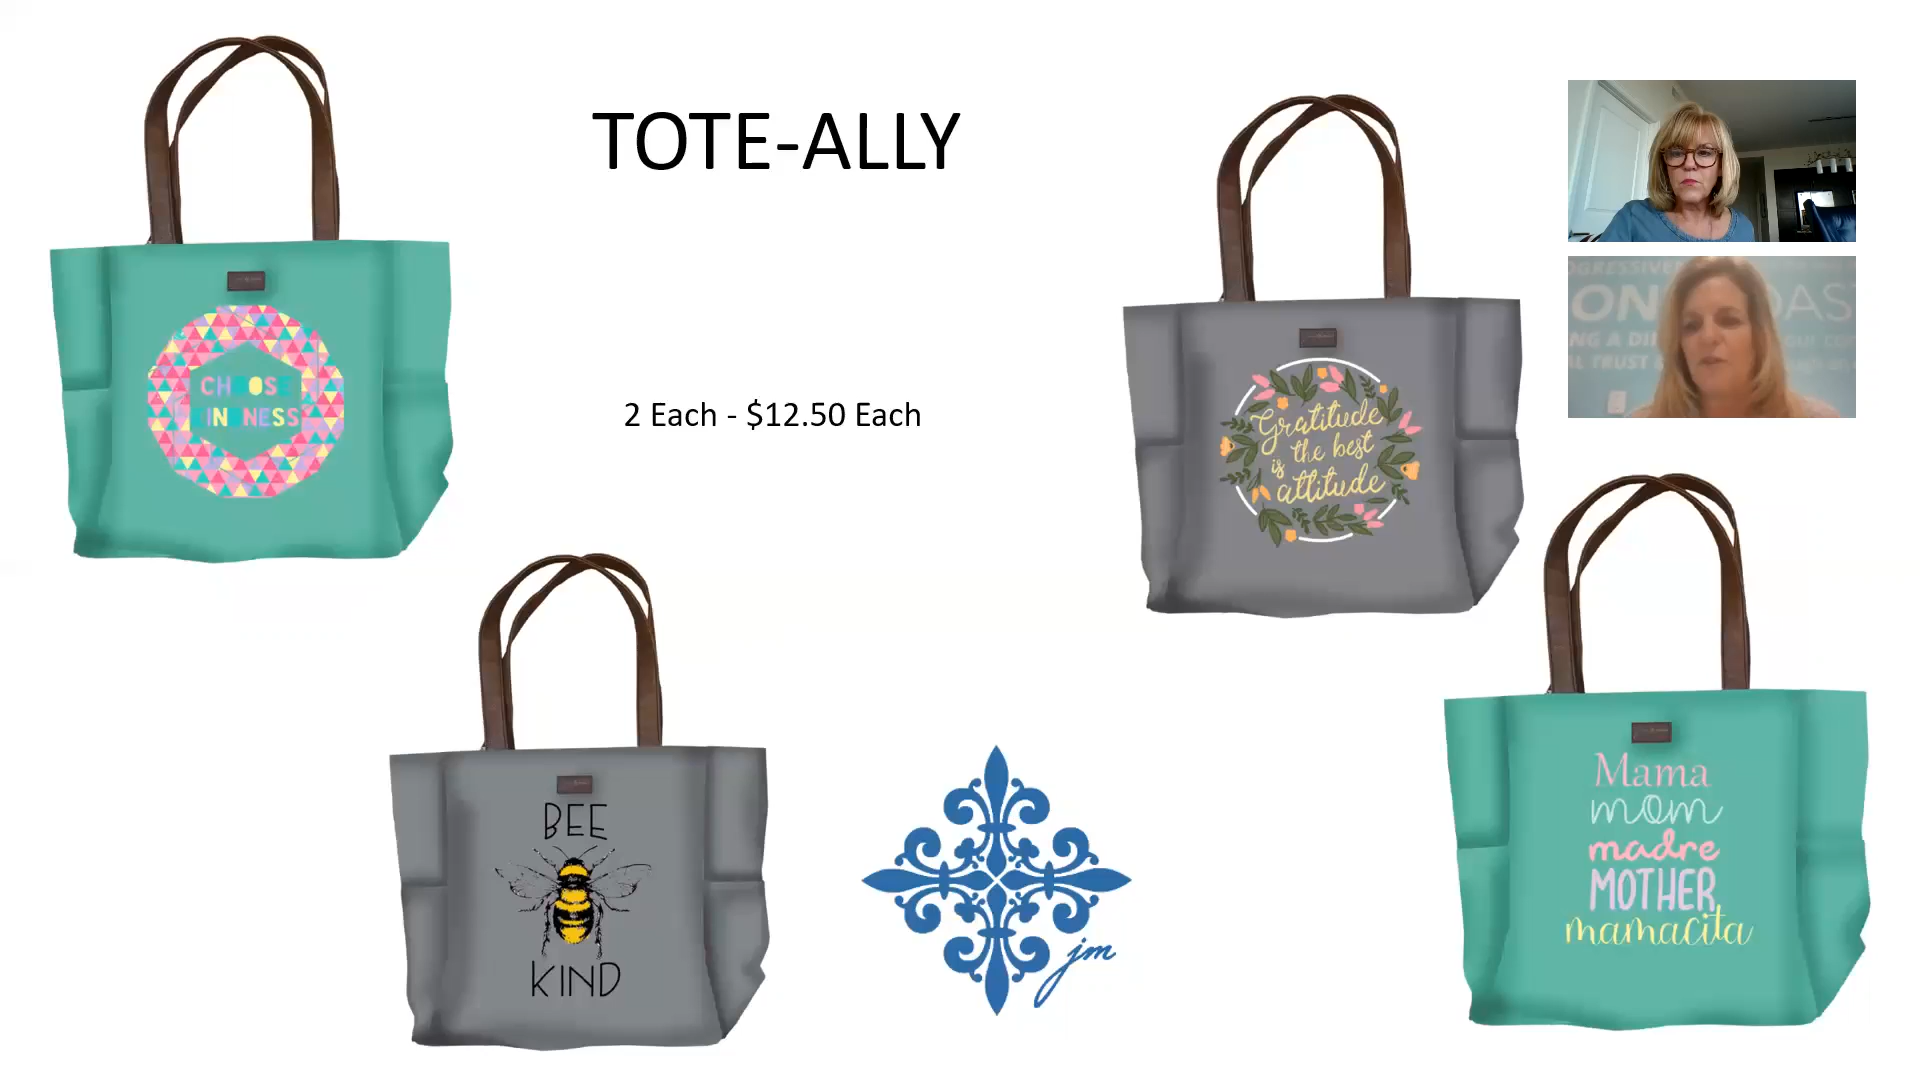 TOTE-ALLY
2 Each - $12.50 Each
CHOOSE
KINDNESS
Gratitude
is the best
attitude
BEE
KIND
jm
Mama
mom
madre
MOTHER
mamacita